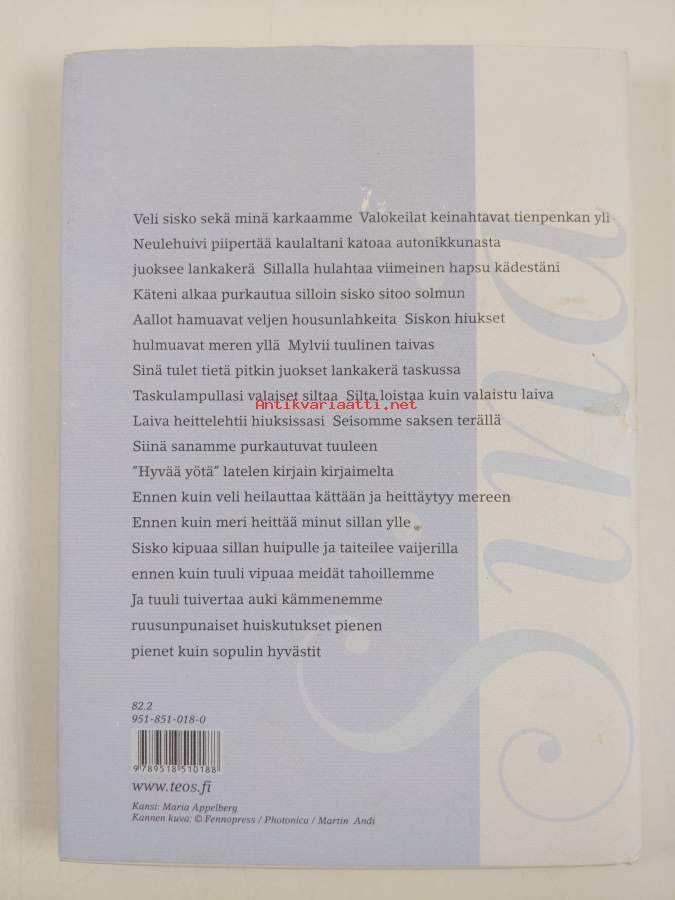 Veli sisko sekä minä karkaamme  Valokeilat keinahtavat tienpenkan yli
Neulehuivi piipertää kaulaltani katoaa autonikkunasta
juoksee lankakerä  Sillalla hulahtaa viimeinen hapsu kädestäni
Käteni alkaa purkautua silloin sisko sitoo solmun
Aallot hamuavat veljen housunlahkeita  Siskon hiukset
hulmuavat meren yllä  Mylvii tuulinen taivas
Sinä tulet tietä pitkin juokset lankakerä taskussa
Taskulampullasi valaiset siltaa  Silta loistaa kuin valaistu laiva
Antikvariaatti.net
Laiva heittelehtii hiuksissasi  Seisomme saksen terällä
Siinä sanamme purkautuvat tuuleen
"Hyvää yötä" latelen kirjain kirjaimelta
Ennen kuin veli heilauttaa kättään ja heittäytyy mereen
Ennen kuin meri heittää minut sillan ylle
Sisko kipuaa sillan huipulle ja taiteilee vaijerilla
ennen kuin tuuli vipuaa meidät tahoillemme
Ja tuuli tuivertaa auki kämmenemme
ruusunpunaiset huiskutukset pienen
pienet kuin sopulin hyvästit
Sinä
82.2
951-851-018-0
9 789518 510188
www.teos.fi
Kansi: Maria Appelberg
Kannen kuva: © Fennopress / Photonica / Martin Andi